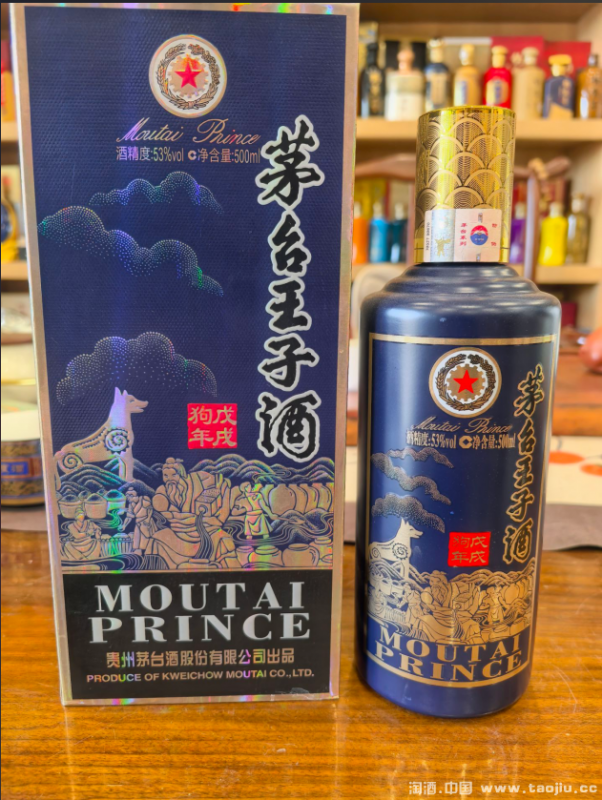 Moutai Prince
酒精度:53%vol 净含量:500ml
茅台王子酒
戊戌
狗年
MOUTAI
PRINCE
贵州茅台酒股份有限公司出品
PRODUCE OF KWEICHOW MOUTAI CO.,LTD.
Moutai Prince
酒精度:53%vol 净含量:500ml
茅台王子酒
戊戌
狗年
MOUTAI
PRINCE
淘酒.中国 www.taojiu.cc